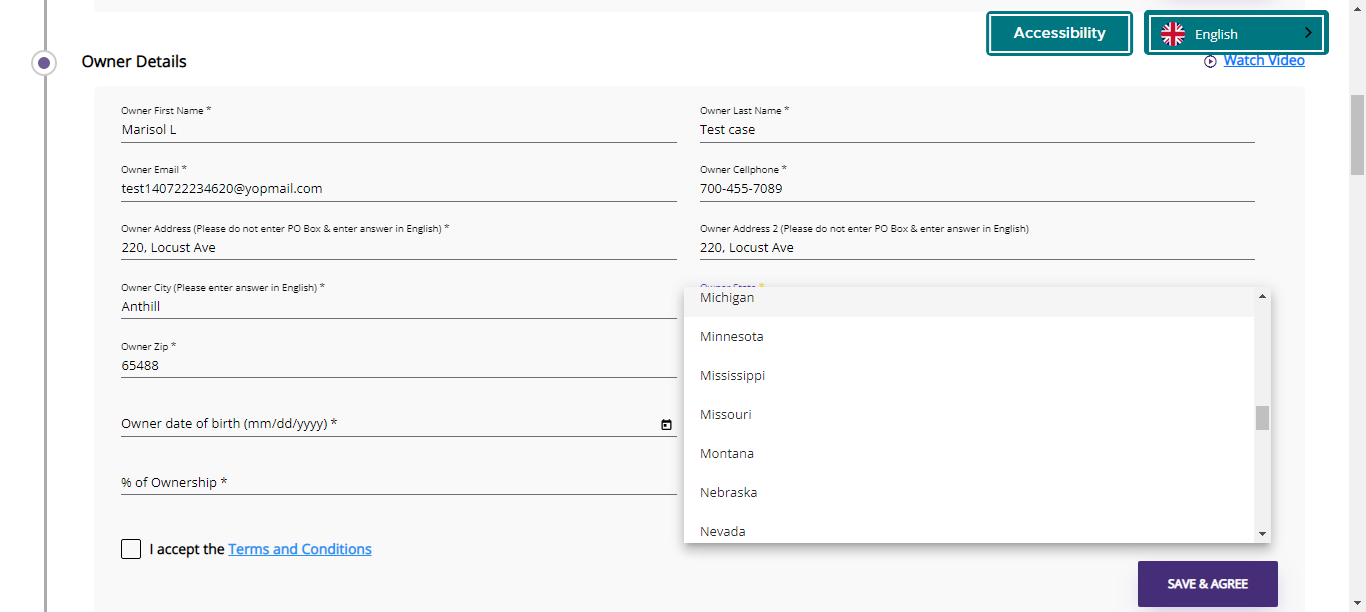 Accessibility
English
Owner Details
Watch Video
Owner First Name *
Marisol L
Owner Last Name *
Test case
Owner Email *
test140722234620@yopmail.com
Owner Cellphone *
700-455-7089
Owner Address (Please do not enter PO Box & enter answer in English) *
220, Locust Ave
Owner Address 2 (Please do not enter PO Box & enter answer in English)
220, Locust Ave
Owner City (Please enter answer in English) *
Anthill
Owner State *
Michigan
Minnesota
Mississippi
Missouri
Montana
Nebraska
Nevada
Owner Zip *
65488
Owner date of birth (mm/dd/yyyy) *
% of Ownership *
I accept the Terms and Conditions
SAVE & AGREE